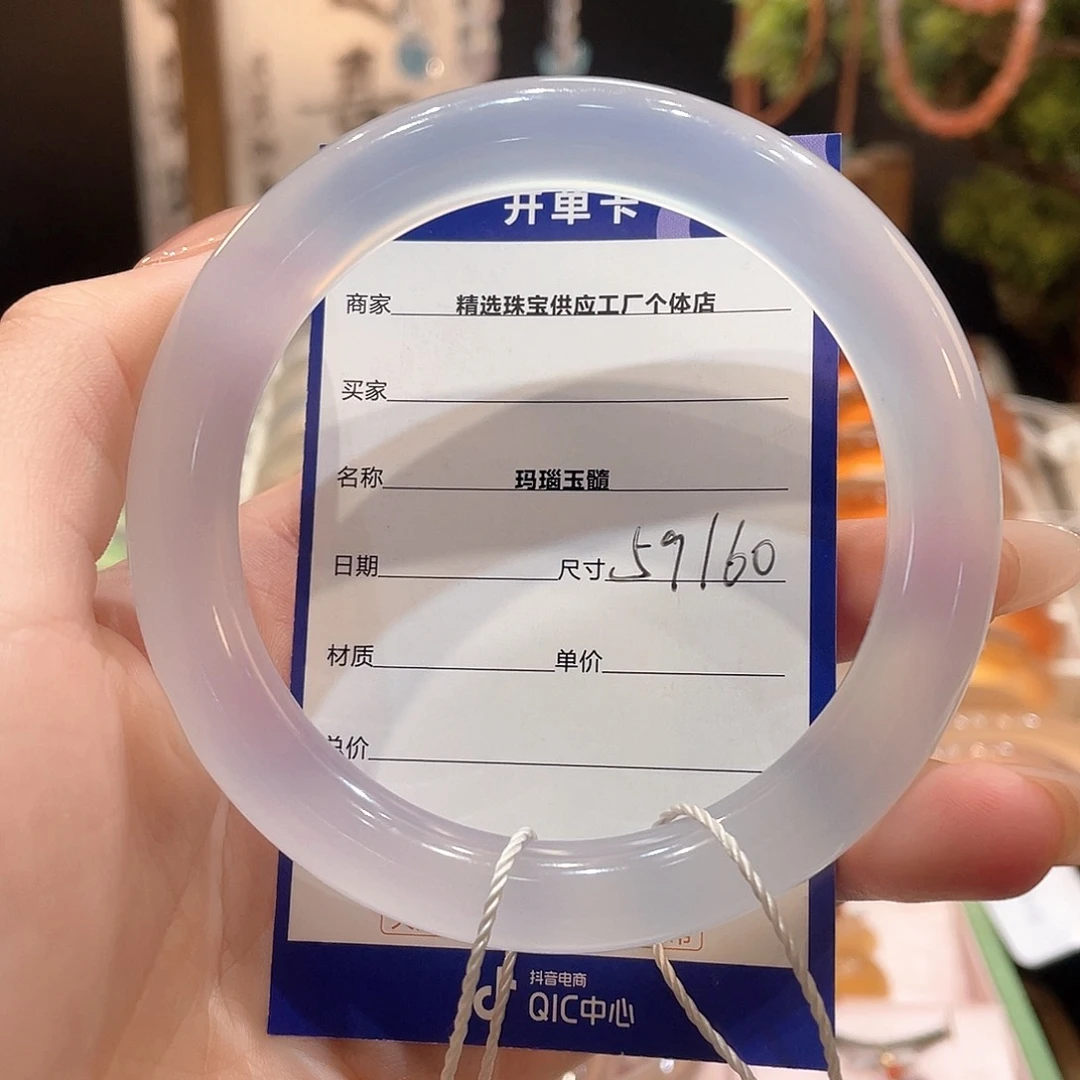 开单卡
商家 精选珠宝供应工厂个体店
买家
名称 玛瑙玉髓
日期 尺寸 59/60
材质 单价
总价
抖音电商
QIC中心